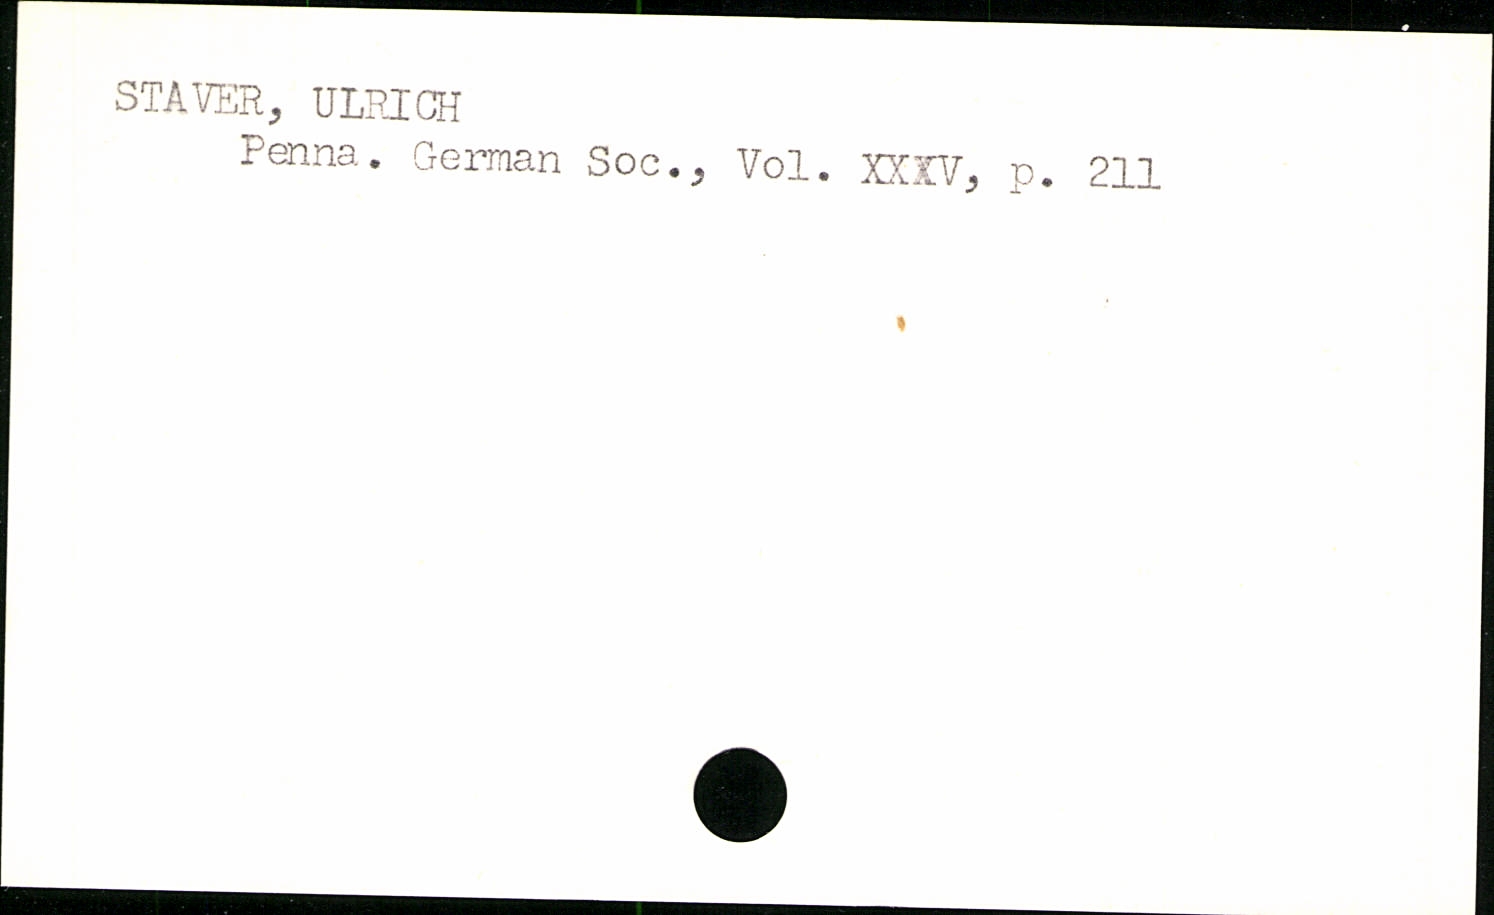 STAVER, ULRICH
Penna. German Soc., Vol. XXXV, p. 211